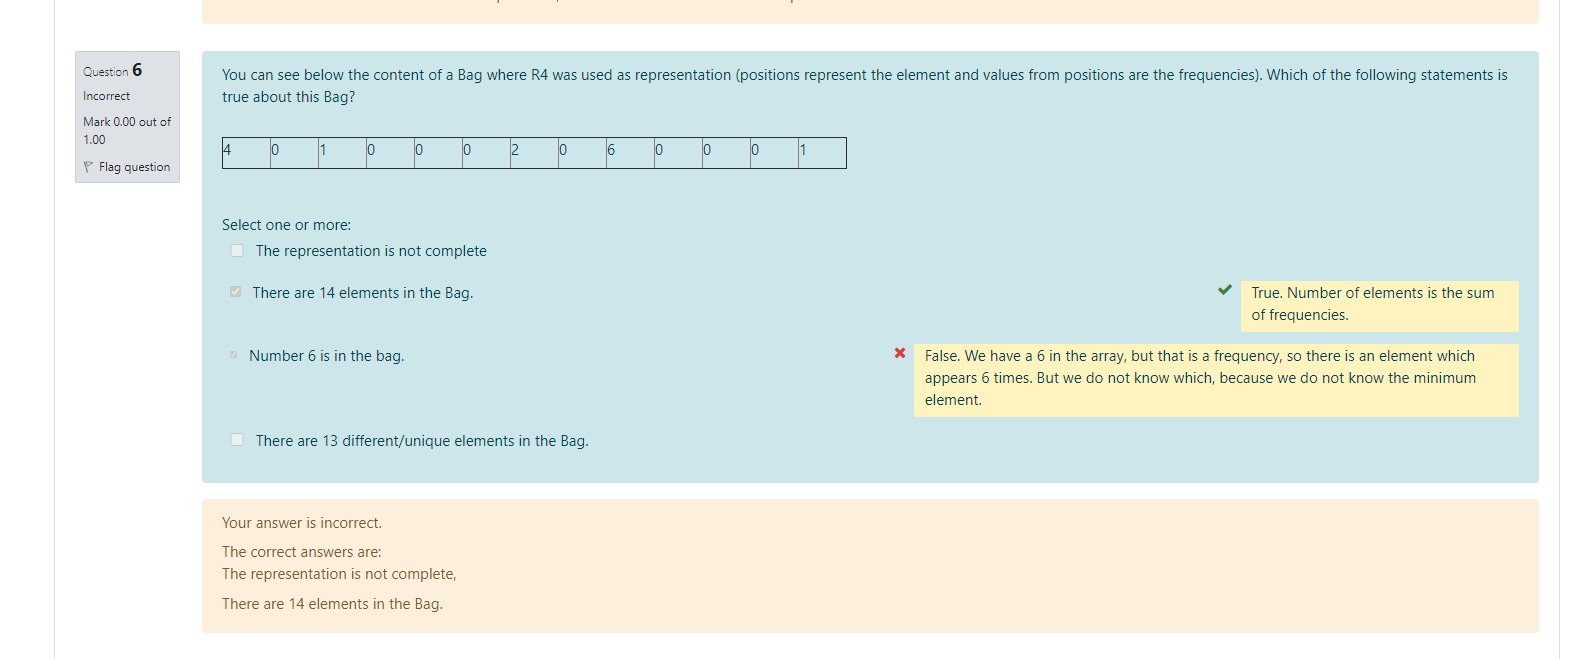 Question 6
Incorrect
Mark 0.00 out of
1.00
Flag question
You can see below the content of a Bag where R4 was used as representation (positions represent the element and values from positions are the frequencies). Which of the following statements is
true about this Bag?
4 0 1 0 0 0 2 0 6 0 0 0 1
Select one or more:
The representation is not complete
There are 14 elements in the Bag.
True. Number of elements is the sum
of frequencies.
Number 6 is in the bag.
False. We have a 6 in the array, but that is a frequency, so there is an element which
appears 6 times. But we do not know which, because we do not know the minimum
element.
There are 13 different/unique elements in the Bag.
Your answer is incorrect.
The correct answers are:
The representation is not complete,
There are 14 elements in the Bag.